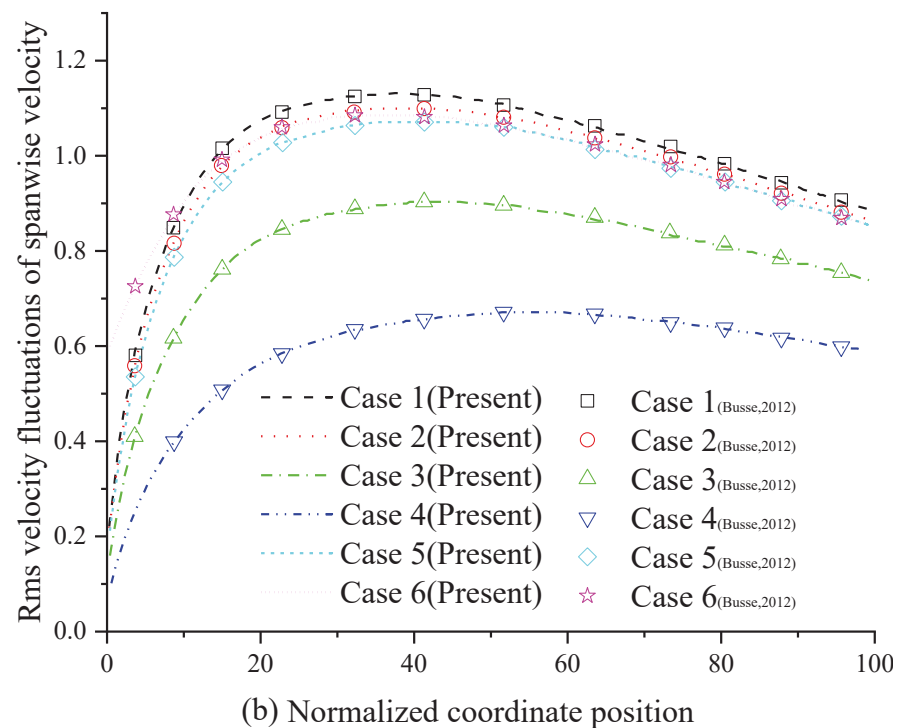 Rms velocity fluctuations of spanwise velocity
1.2
1.0
0.8
0.6
0.4
0.2
0.0
Case 1(Present) Case 1(Busse,2012)
Case 2(Present) Case 2(Busse,2012)
Case 3(Present) Case 3(Busse,2012)
Case 4(Present) Case 4(Busse,2012)
Case 5(Present) Case 5(Busse,2012)
Case 6(Present) Case 6(Busse,2012)
0 20 40 60 80 100
(b) Normalized coordinate position